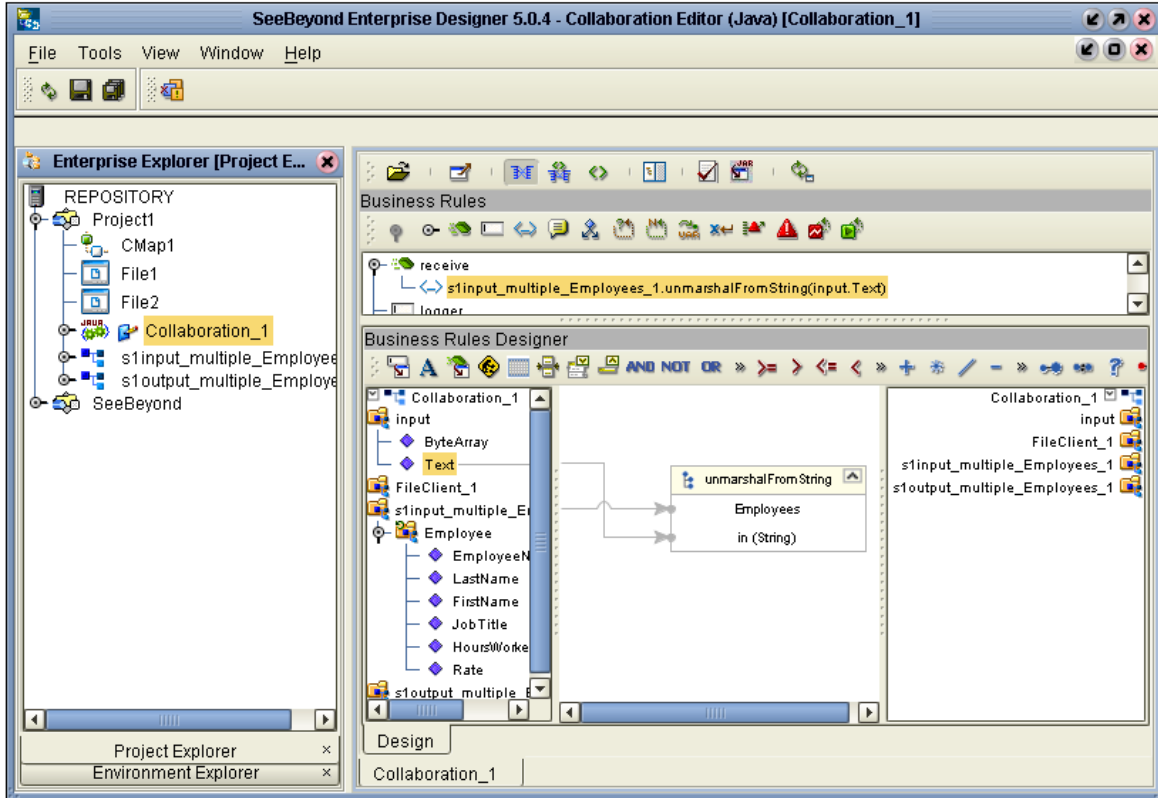 SeeBeyond Enterprise Designer 5.0.4 - Collaboration Editor (Java) [Collaboration_1]
File Tools View Window Help
Enterprise Explorer [Project E...
REPOSITORY
Project1
CMap1
File1
File2
JAVA
Collaboration_1
s1input_multiple_Employee
s1output_multiple_Employe
SeeBeyond
Project Explorer
Environment Explorer
JAR
Business Rules
receive
s1input_multiple_Employees_1.unmarshalFromString(input.Text)
logger
Business Rules Designer
A AND NOT OR » >= > <= < » + * / - » ?
Collaboration_1
input
ByteArray
Text
FileClient_1
s1input_multiple_E
Employee
EmployeeN
LastName
FirstName
JobTitle
HoursWorke
Rate
s1output_multiple_E
unmarshalFromString
Employees
in (String)
Collaboration_1
input
FileClient_1
s1input_multiple_Employees_1
s1output_multiple_Employees_1
Design
Collaboration_1